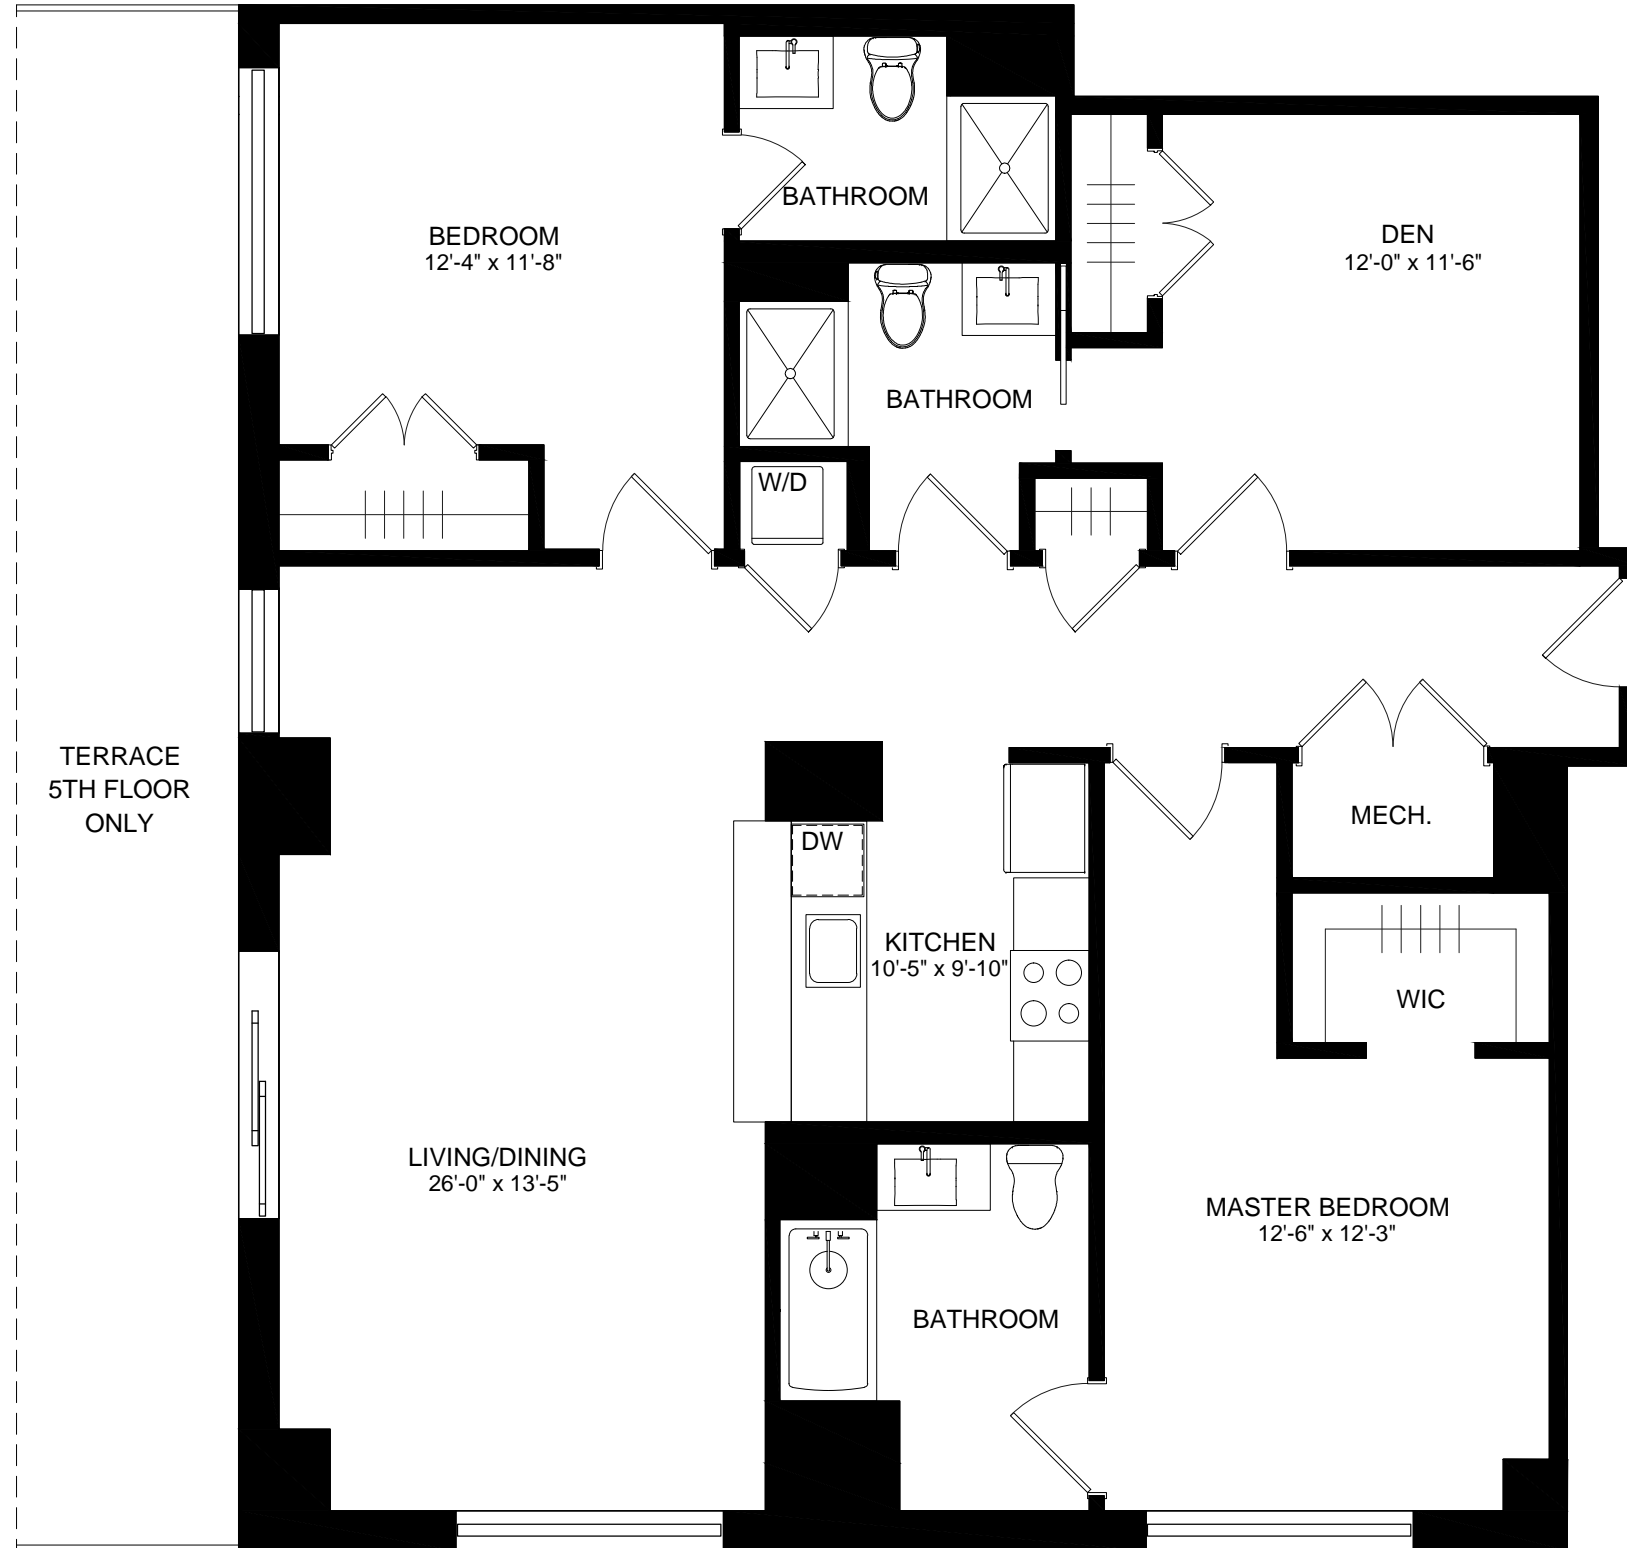 BATHROOM
BEDROOM
12'-4" x 11'-8"
DEN
12'-0" x 11'-6"
BATHROOM
W/D
TERRACE
5TH FLOOR
ONLY
MECH.
DW
KITCHEN
10'-5" x 9'-10"
WIC
LIVING/DINING
26'-0" x 13'-5"
MASTER BEDROOM
12'-6" x 12'-3"
BATHROOM